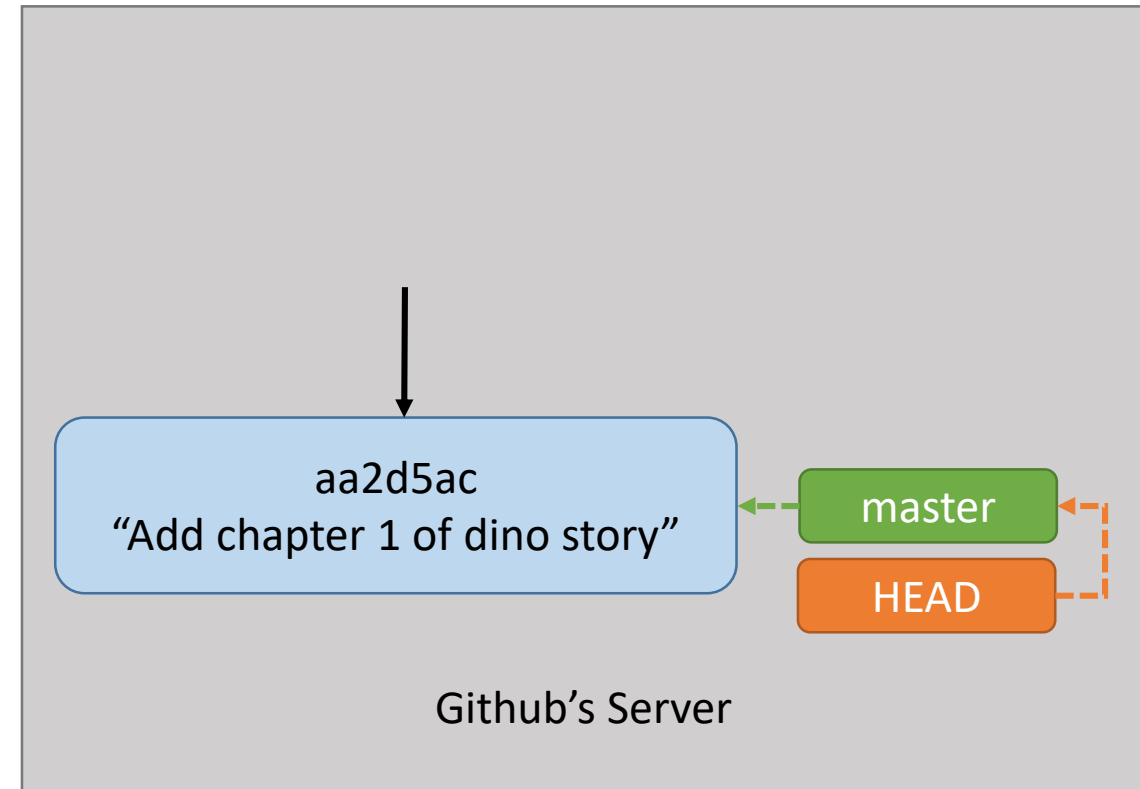 aa2d5ac
“Add chapter 1 of dino story”
master
HEAD
Github’s Server